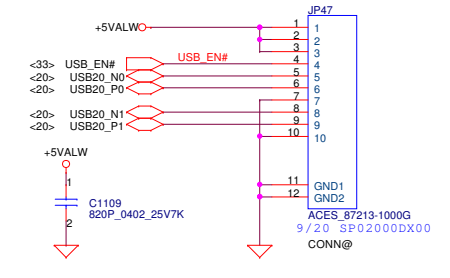 JP47
+5VALW
1 1
2 2
3 3
<33> USB_EN# USB_EN# 4 4
<20> USB20_N0 5 5
<20> USB20_P0 6 6
7 7
<20> USB20_N1 8 8
<20> USB20_P1 9 9
10 10
+5VALW
1
C1109
820P_0402_25V7K
2
11 GND1
12 GND2
ACES_87213-1000G
9/20 SP02000DX00
CONN@